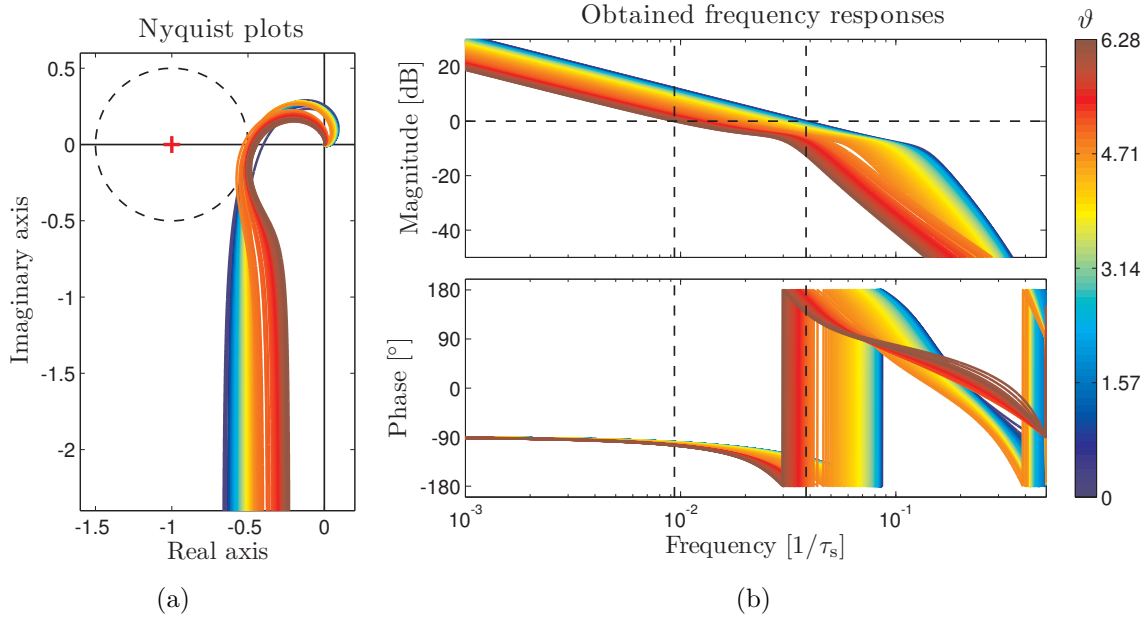 Nyquist plots
Imaginary axis
0.5
0
-0.5
-1
-1.5
-2
-1.5
-1
-0.5
0
Real axis
(a)
Obtained frequency responses
Magnitude [dB]
20
0
-20
-40
Phase [°]
180
90
0
-90
-180
10⁻³
10⁻²
10⁻¹
Frequency [1/τₛ]
(b)
ϑ
6.28
4.71
3.14
1.57
0